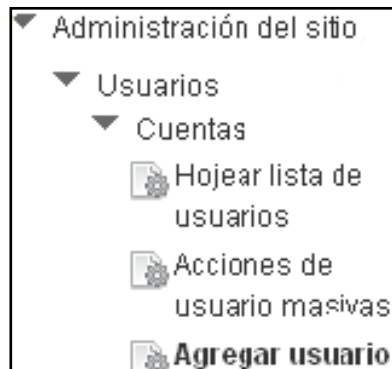 Administración del sitio
Usuarios
Cuentas
Hojear lista de
usuarios
Acciones de
usuario masivas
Agregar usuario